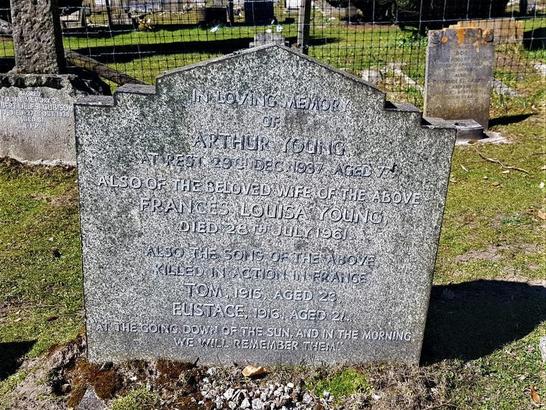 IN LOVING MEMORY
OF
ARTHUR YOUNG
AT REST 29TH DEC 1937 AGED 77
ALSO OF THE BELOVED WIFE OF THE ABOVE
FRANCES LOUISA YOUNG
DIED 28TH JULY 1961
ALSO THE SONS OF THE ABOVE
KILLED IN ACTION IN FRANCE
TOM, 1915, AGED 23
EUSTACE, 1916, AGED
AT THE GOING DOWN OF THE SUN, AND IN THE MORNING
WE WILL REMEMBER THEM